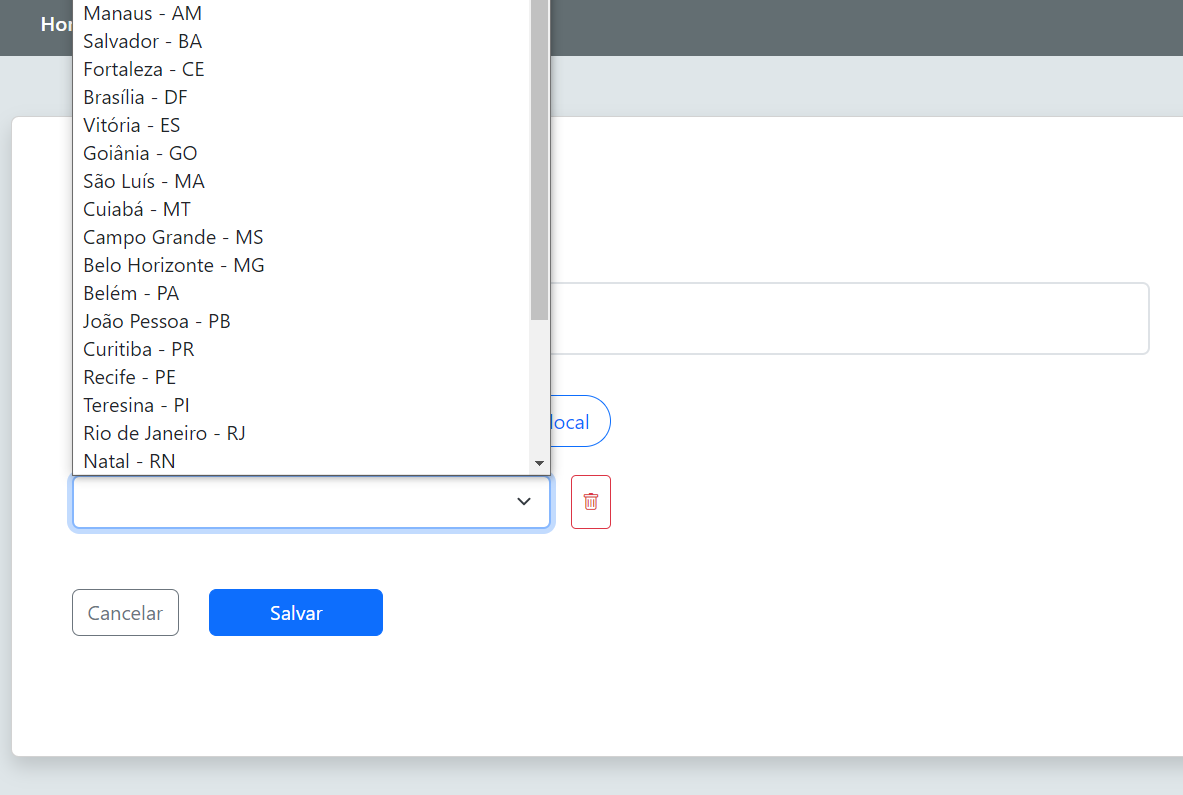 Manaus - AM
Salvador - BA
Fortaleza - CE
Brasília - DF
Vitória - ES
Goiânia - GO
São Luís - MA
Cuiabá - MT
Campo Grande - MS
Belo Horizonte - MG
Belém - PA
João Pessoa - PB
Curitiba - PR
Recife - PE
Teresina - PI
Rio de Janeiro - RJ
Natal - RN
local
Cancelar
Salvar